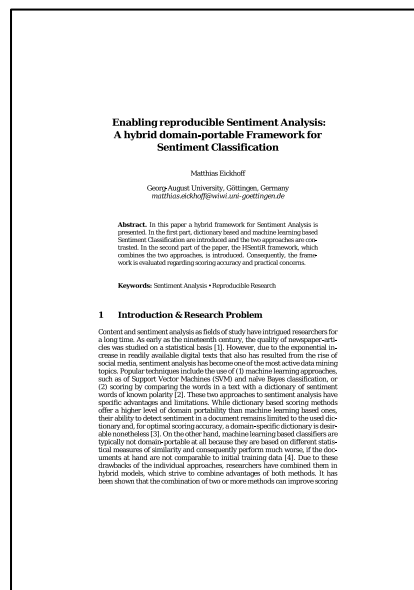 Enabling reproducible Sentiment Analysis:
A hybrid domain-portable Framework for
Sentiment Classification
Matthias Eickhoff
Georg-August University, Göttingen, Germany
matthias.eickhoff@wiwi.uni-goettingen.de
Abstract. In this paper a hybrid framework for Sentiment Analysis is
presented. In the first part, dictionary based and machine learning based
Sentiment Classification are introduced and the two approaches are con-
trasted. In the second part of the paper, the HSentiR framework, which
combines the two approaches, is introduced. Consequently, the frame-
work is evaluated regarding scoring accuracy and practical concerns.
Keywords: Sentiment Analysis • Reproducible Research
1 Introduction & Research Problem
Content and sentiment analysis as fields of study have intrigued researchers for
a long time. As early as the nineteenth century, the quality of newspaper-arti-
cles was studied on a statistical basis [1]. However, due to the exponential in-
crease in readily available digital texts that also has resulted from the rise of
social media, sentiment analysis has become one of the most active data mining
topics. Popular techniques include the use of (1) machine learning approaches,
such as of Support Vector Machines (SVM) and naïve Bayes classification, or
(2) scoring by comparing the words in a text with a dictionary of sentiment
words of known polarity [2]. These two approaches to sentiment analysis have
specific advantages and limitations. While dictionary based scoring methods
offer a higher level of domain portability than machine learning based ones,
their ability to detect sentiment in a document remains limited to the used dic-
tionary and, for optimal scoring accuracy, a domain-specific dictionary is desir-
able nonetheless [3]. On the other hand, machine learning based classifiers are
typically not domain-portable at all because they are based on different statis-
tical measures of similarity and consequently perform much worse, if the doc-
uments at hand are not comparable to initial training data [4]. Due to these
drawbacks of the individual approaches, researchers have combined them in
hybrid models, which strive to combine advantages of both methods. It has
been shown that the combination of two or more methods can improve scoring